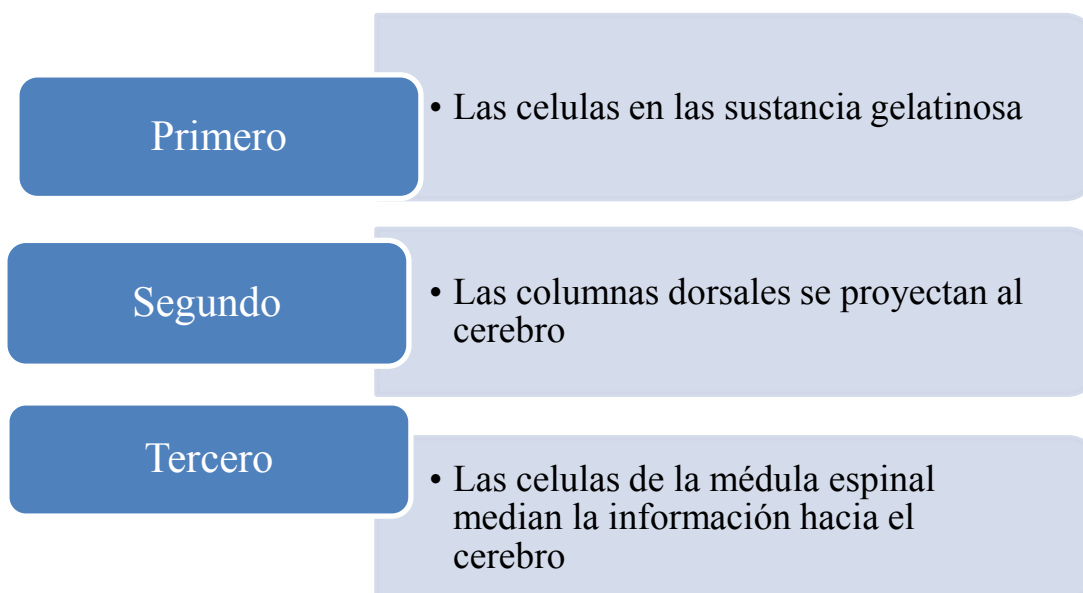 Primero
• Las celulas en las sustancia gelatinosa
Segundo
• Las columnas dorsales se proyectan al
cerebro
Tercero
• Las celulas de la médula espinal
median la información hacia el
cerebro